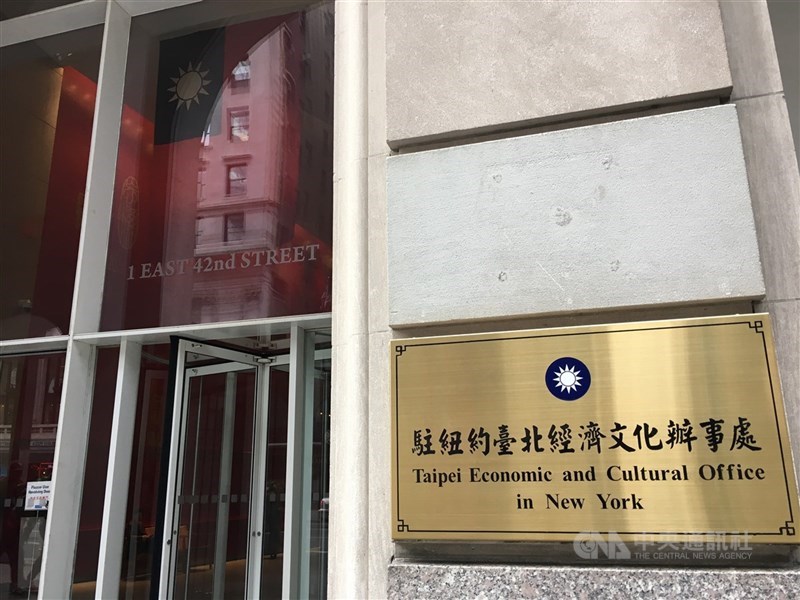 1 EAST 42nd STREET
駐紐約臺北經濟文化辦事處
Taipei Economic and Cultural Office
in New York
中央通訊社
THE CENTRAL NEWS AGENCY